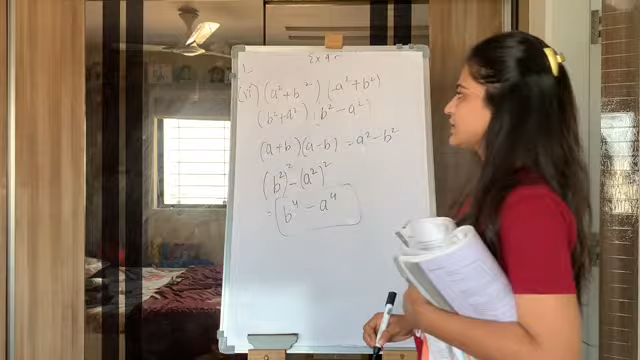 Ex 9
1
(vi) (a² + b²) (-a² + b²)
(b² + a²) (b² - a²)
(a + b) (a - b) = a² - b²
(b²)² - (a²)²
= b⁴ - a⁴